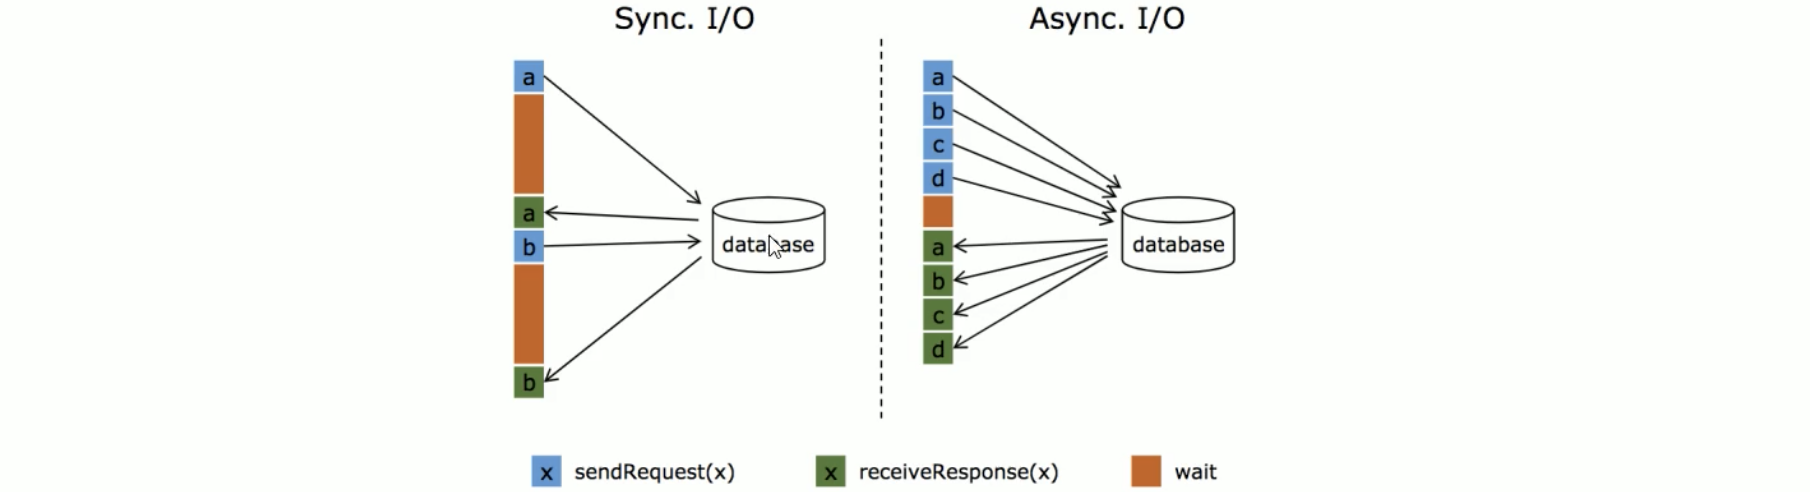 Sync. I/O
Async. I/O
a
a
b
b
database
a
b
c
d
a
b
c
d
database
x sendRequest(x)
x receiveResponse(x)
wait